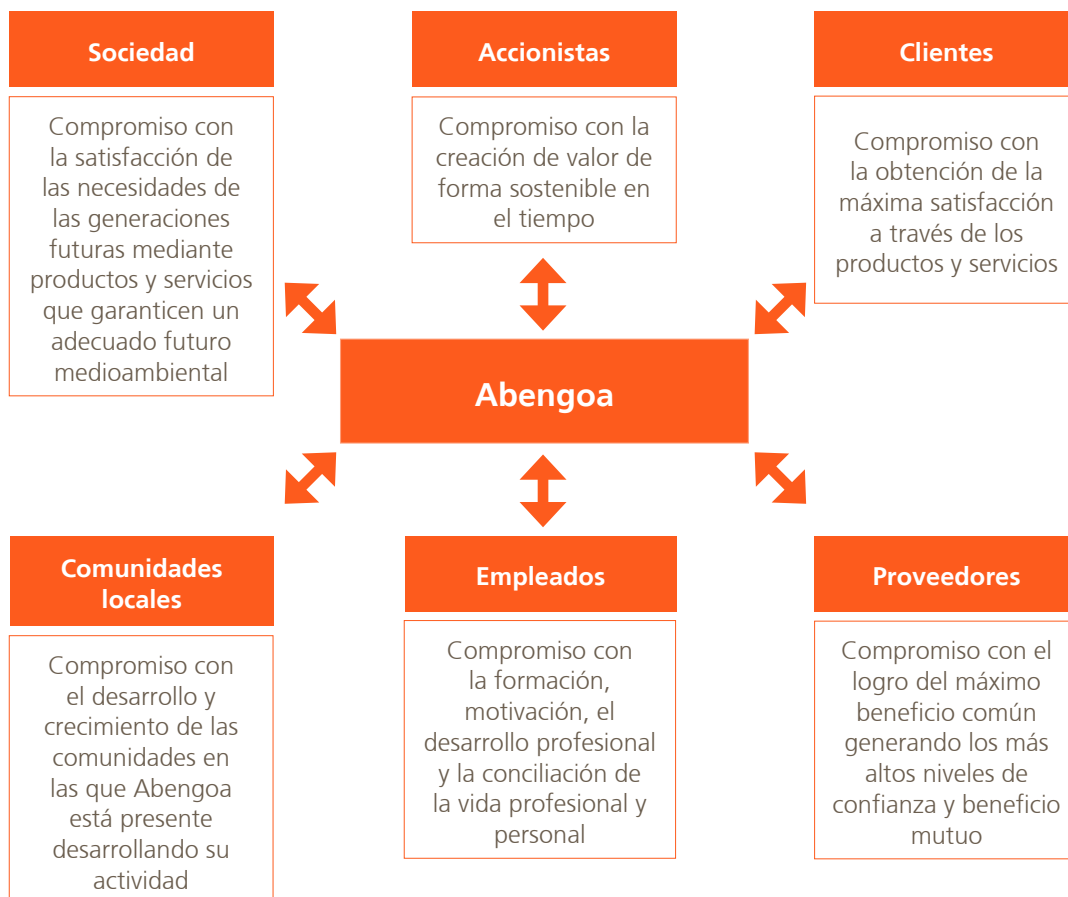 Sociedad
Compromiso con
la satisfacción de
las necesidades de
las generaciones
futuras mediante
productos y servicios
que garanticen un
adecuado futuro
medioambiental
Accionistas
Compromiso con la
creación de valor de
forma sostenible en
el tiempo
Clientes
Compromiso con
la obtención de la
máxima satisfacción
a través de los
productos y servicios
Abengoa
Comunidades
locales
Compromiso con
el desarrollo y
crecimiento de las
comunidades en
las que Abengoa
está presente
desarrollando su
actividad
Empleados
Compromiso con
la formación,
motivación, el
desarrollo profesional
y la conciliación de
la vida profesional y
personal
Proveedores
Compromiso con el
logro del máximo
beneficio común
generando los más
altos niveles de
confianza y beneficio
mutuo